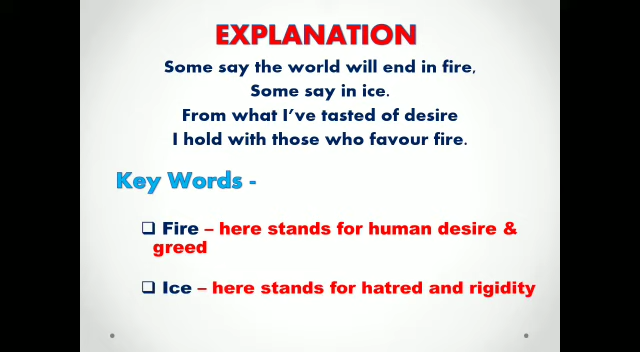 EXPLANATION
Some say the world will end in fire,
Some say in ice.
From what I've tasted of desire
I hold with those who favour fire.
Key Words -
❑ Fire – here stands for human desire &
greed
❑ Ice – here stands for hatred and rigidity